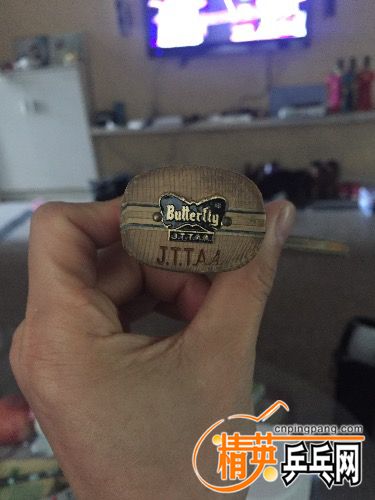 Butterfly
®
J.T.T.A.A.
J.T.T.A.A
cnpingpang.com
精英乒乓网